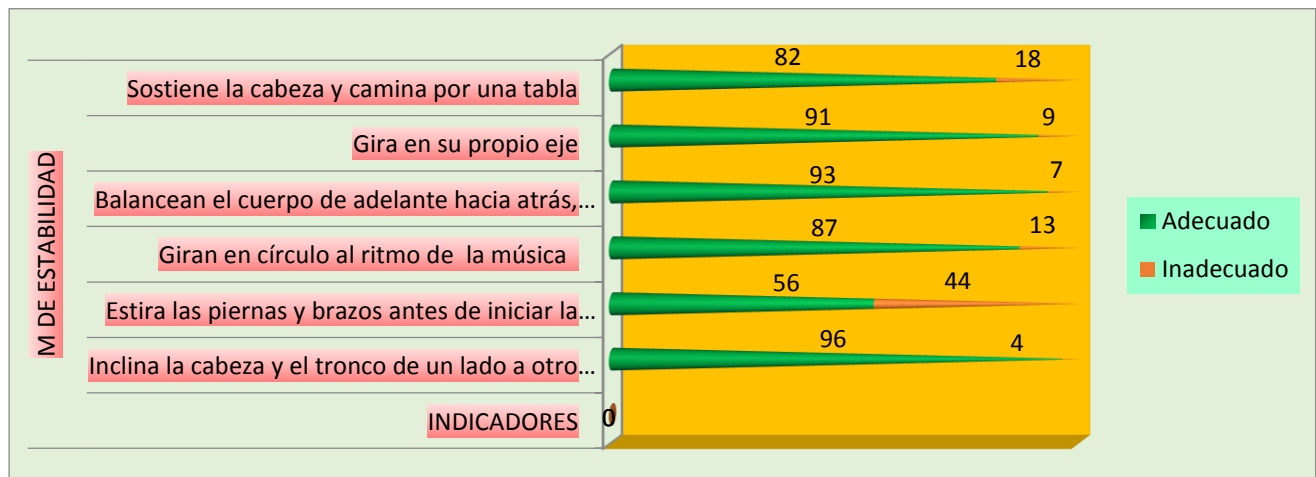 M DE ESTABILIDAD
Sostiene la cabeza y camina por una tabla
82 18
Gira en su propio eje
91 9
Balancean el cuerpo de adelante hacia atrás,...
93 7
Giran en círculo al ritmo de la música
87 13
Estira las piernas y brazos antes de iniciar la...
56 44
Inclina la cabeza y el tronco de un lado a otro...
96 4
INDICADORES
0
Adecuado
Inadecuado